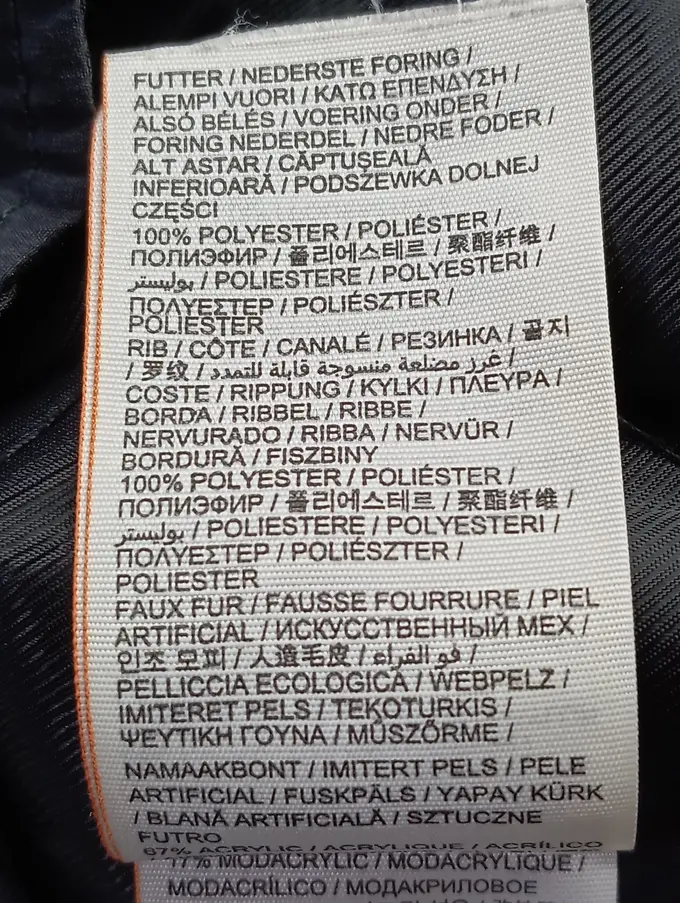 FUTTER / NEDERSTE FORING /
ALEMPI VUORI / ΚΑΤΩ ΕΠΕΝΔΥΣΗ /
ALSÓ BÉLÉS / VOERING ONDER /
FORING NEDERDEL / NEDRE FODER /
ALT ASTAR / CĂPTUȘEALĂ
INFERIOARĂ / PODSZEWKA DOLNEJ
CZĘŚCI
100% POLYESTER / POLIÉSTER /
ПОЛИЭФИР / 폴리에스테르 / 聚酯纤维 /
بوليستر / POLIESTERE / POLYESTERI /
ΠΟΛΥΕΣΤΕΡ / POLIÉSZTER /
POLIESTER
RIB / CÔTE / CANALÉ / РЕЗИНКА / 골지
/ 罗纹 / غرز مضلعة منسوجة قابلة للتمدد /
COSTE / RIPPUNG / KYLKI / ΠΛΕΥΡΑ /
BORDA / RIBBEL / RIBBE /
NERVURADO / RIBBA / NERVÜR /
BORDURĂ / FISZBINY
100% POLYESTER / POLIÉSTER /
ПОЛИЭФИР / 폴리에스테르 / 聚酯纤维 /
بوليستر / POLIESTERE / POLYESTERI /
ΠΟΛΥΕΣΤΕΡ / POLIÉSZTER /
POLIESTER
FAUX FUR / FAUSSE FOURRURE / PIEL
ARTIFICIAL / ИСКУССТВЕННЫЙ МЕХ /
인조 모피 / 人造毛皮 / فو الفراء /
PELLICCIA ECOLOGICA / WEBPELZ /
IMITERET PELS / TEKOTURKIS /
ΨΕΥΤΙΚΗ ΓΟΥΝΑ / MŰSZŐRME /
NAMAAKBONT / IMITERT PELS / PELE
ARTIFICIAL / FUSKPÄLS / YAPAY KÜRK
/ BLANĂ ARTIFICIALĂ / SZTUCZNE
FUTRO
67% ACRYLIC / ACRYLIQUE / ACRÍLICO
17% MODACRYLIC / MODACRYLIQUE /
MODACRÍLICO / МОДАКРИЛОВОЕ